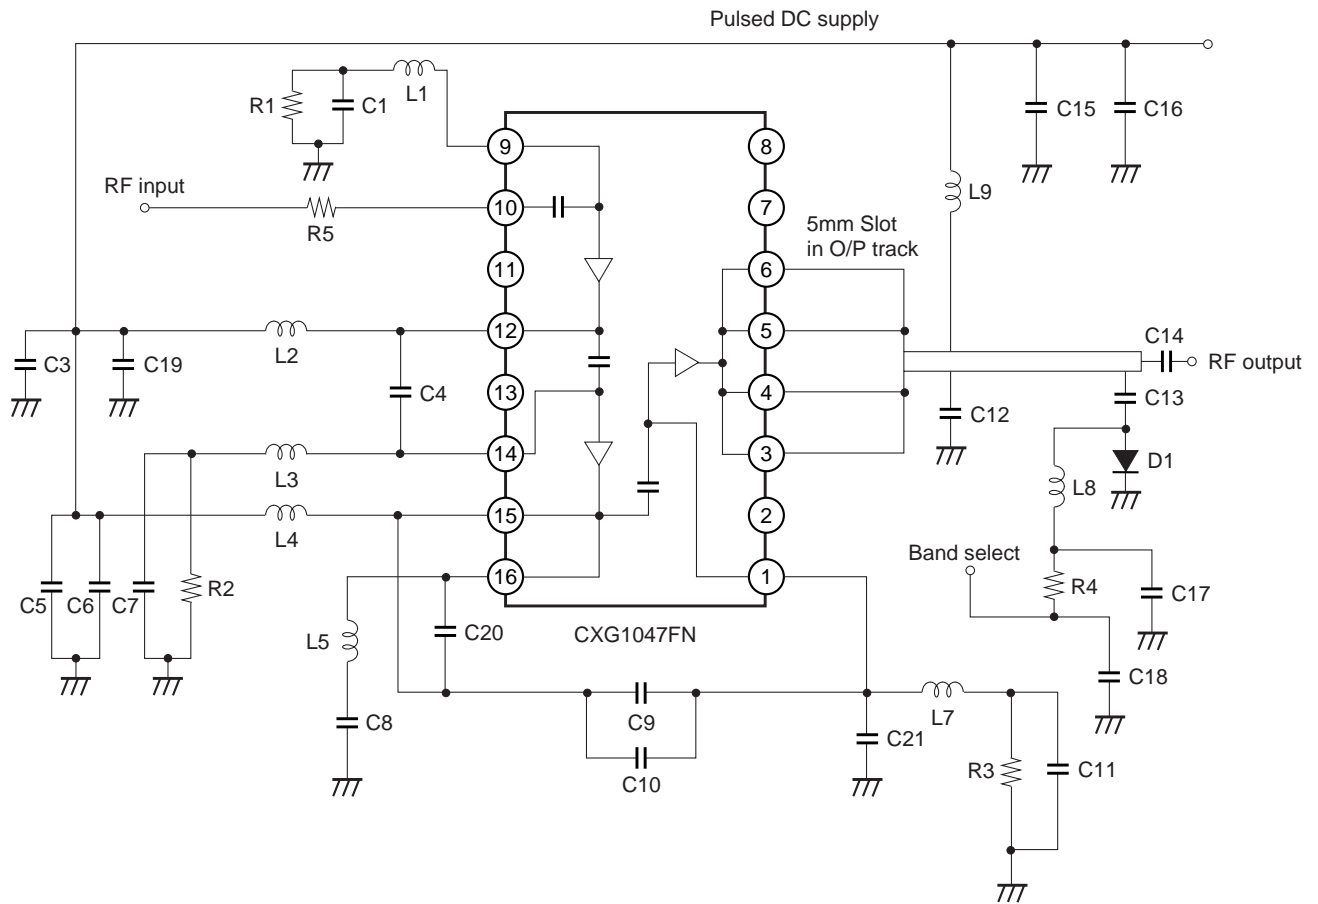 Pulsed DC supply
R1
C1
L1
C15
C16
9
8
RF input
L9
10
7
R5
5mm Slot
in O/P track
11
6
12
5
C14
RF output
C3
C19
L2
C4
13
4
C13
C12
14
3
D1
L3
L8
15
2
L4
Band select
16
1
C5
C6
C7
R2
R4
C17
L5
C20
CXG1047FN
C18
C8
C9
L7
C21
C10
R3
C11